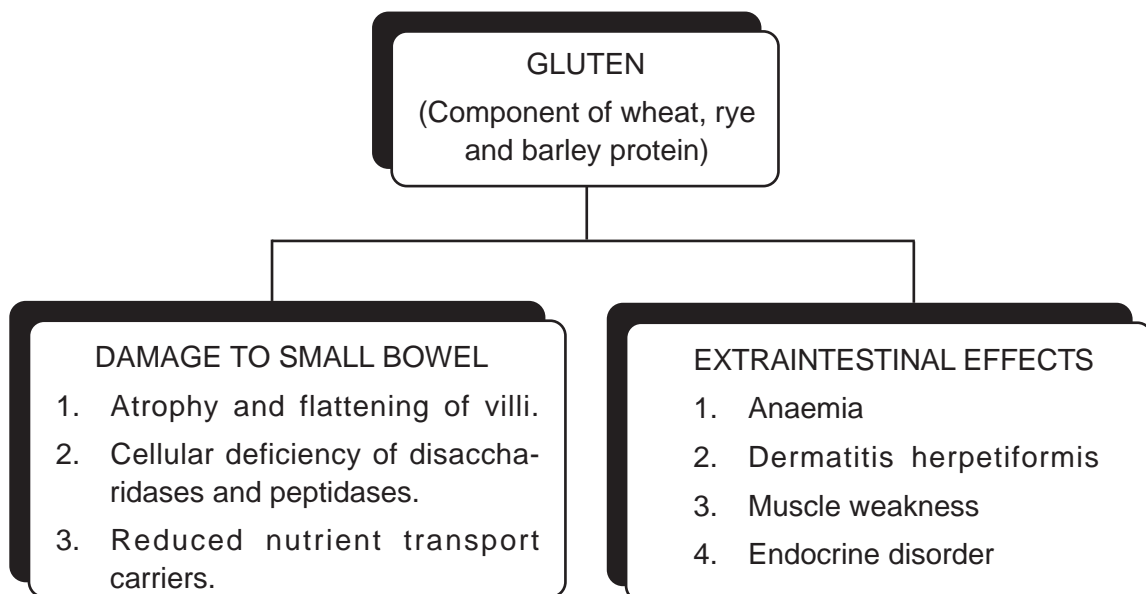 GLUTEN
(Component of wheat, rye
and barley protein)
DAMAGE TO SMALL BOWEL
1. Atrophy and flattening of villi.
2. Cellular deficiency of disaccha-
ridases and peptidases.
3. Reduced nutrient transport
carriers.
EXTRAINTESTINAL EFFECTS
1. Anaemia
2. Dermatitis herpetiformis
3. Muscle weakness
4. Endocrine disorder